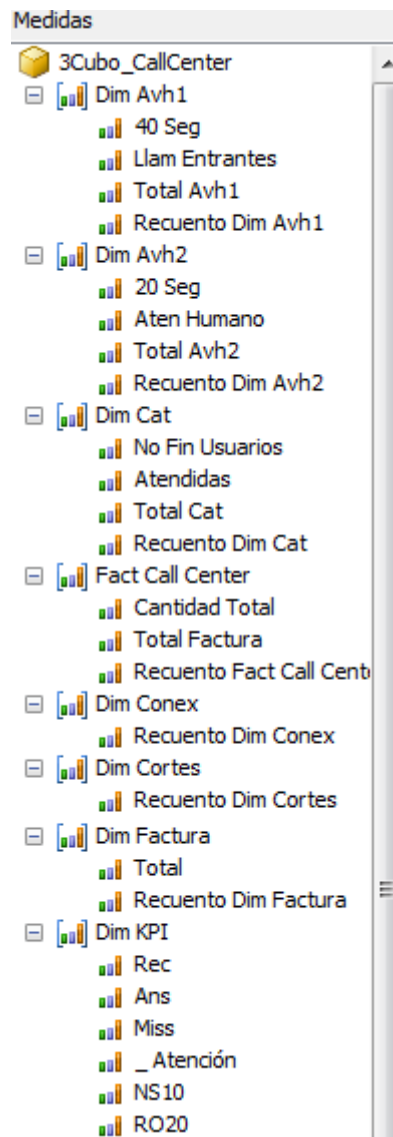 Medidas
3Cubo_CallCenter
Dim Avh1
40 Seg
Llam Entrantes
Total Avh1
Recuento Dim Avh1
Dim Avh2
20 Seg
Aten Humano
Total Avh2
Recuento Dim Avh2
Dim Cat
No Fin Usuarios
Atendidas
Total Cat
Recuento Dim Cat
Fact Call Center
Cantidad Total
Total Factura
Recuento Fact Call Cent
Dim Conex
Recuento Dim Conex
Dim Cortes
Recuento Dim Cortes
Dim Factura
Total
Recuento Dim Factura
Dim KPI
Rec
Ans
Miss
_ Atención
NS10
RO20